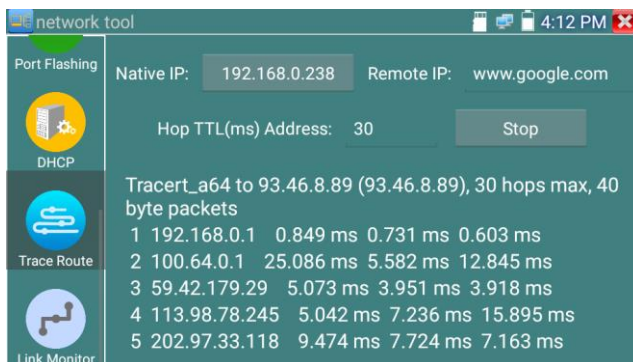 network tool
4:12 PM
Port Flashing
Native IP: 192.168.0.238 Remote IP: www.google.com
Hop TTL(ms) Address: 30 Stop
DHCP
Tracert_a64 to 93.46.8.89 (93.46.8.89), 30 hops max, 40
byte packets
1 192.168.0.1 0.849 ms 0.731 ms 0.603 ms
Trace Route
2 100.64.0.1 25.086 ms 5.582 ms 12.845 ms
3 59.42.179.29 5.073 ms 3.951 ms 3.918 ms
4 113.98.78.245 5.042 ms 7.236 ms 15.895 ms
5 202.97.33.118 9.474 ms 7.724 ms 7.163 ms
Link Monitor